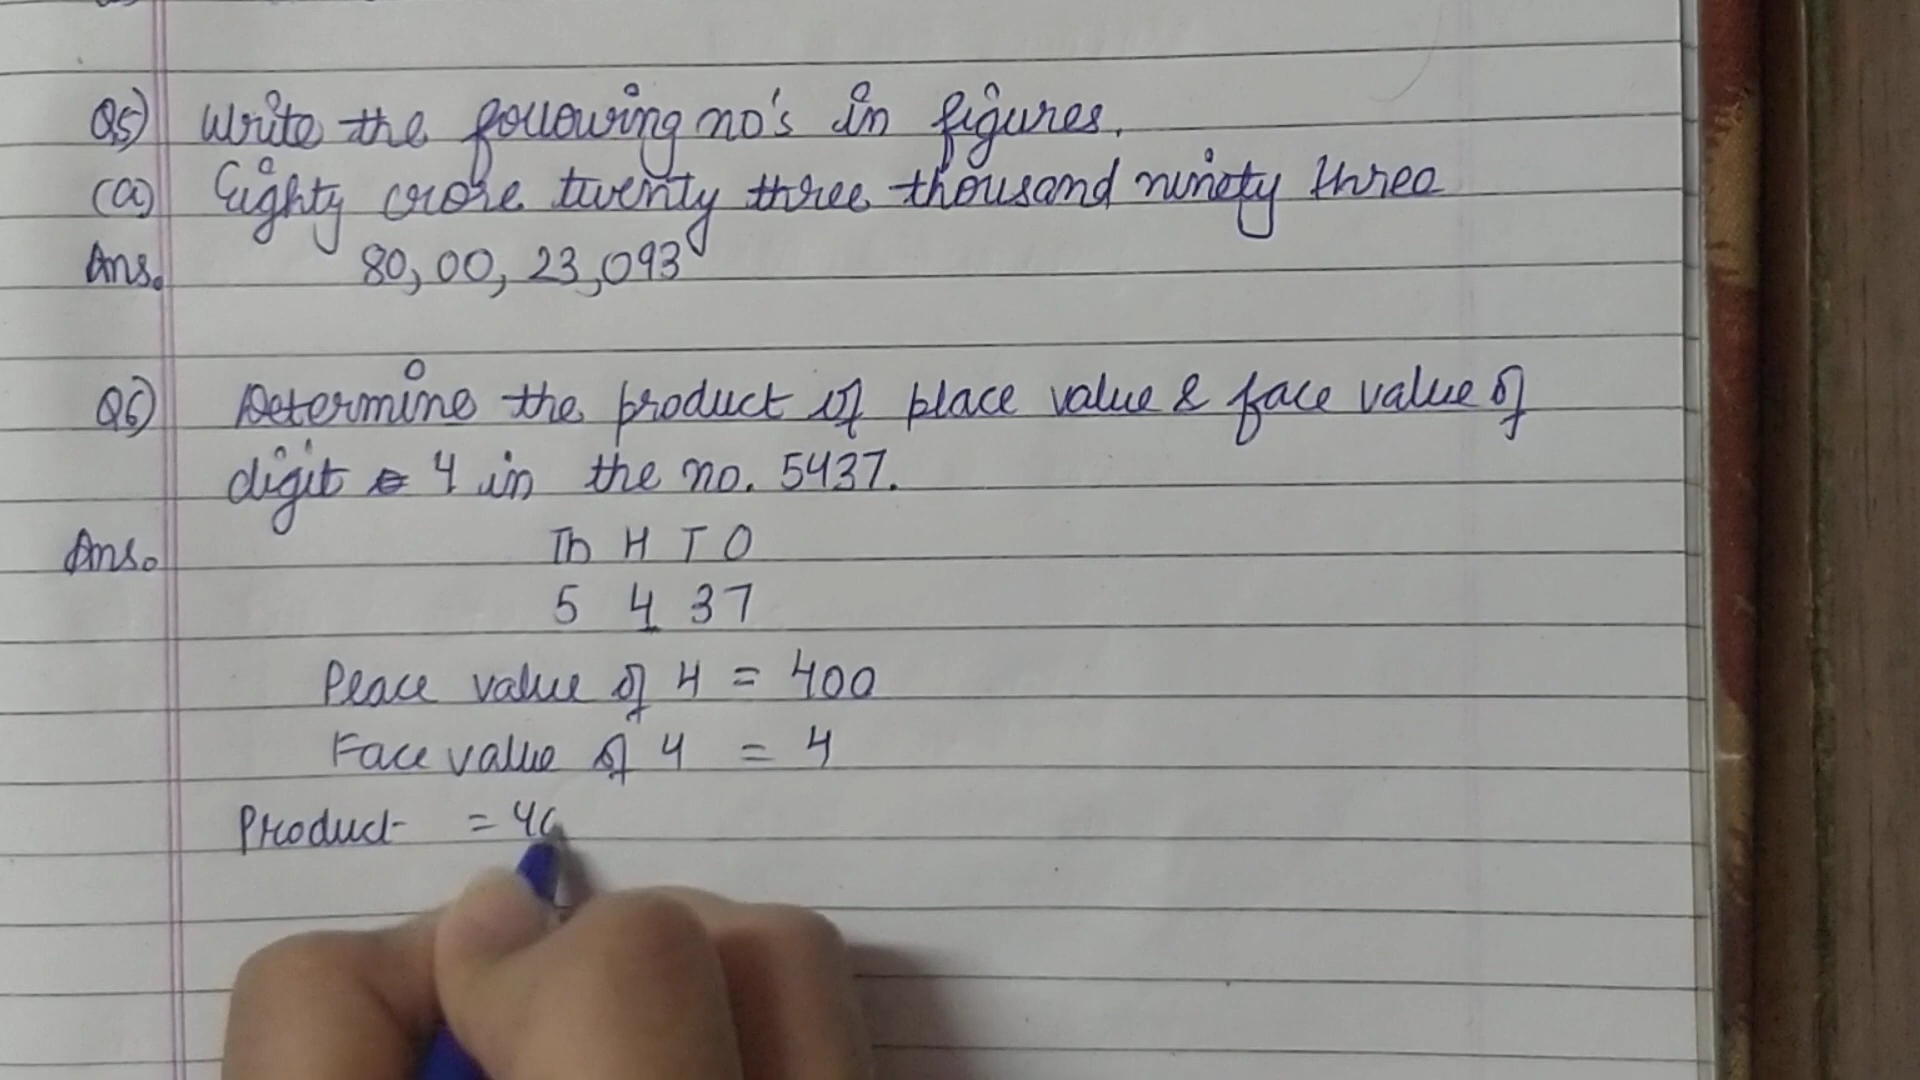 Q5) Write the following no's in figures.
(a) Eighty crore twenty three thousand ninety three
Ans. 80,00,23,093
Q6) Determine the product of place value & face value of
digit 4 in the no. 5437.
Ans. Th H T O
5 4 3 7
Place value of 4 = 400
Face value of 4 = 4
Product = 40